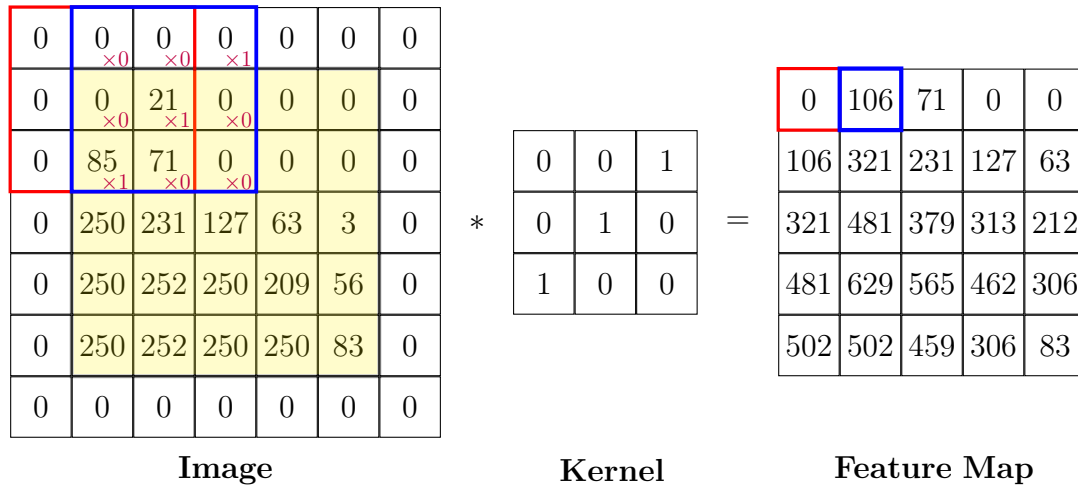 0 0 0 0 0 0 0
×0 ×0 ×1
0 0 21 0 0 0 0
×0 ×1 ×0
0 85 71 0 0 0 0
×1 ×0 ×0
0 250 231 127 63 3 0
0 250 252 250 209 56 0
0 250 252 250 250 83 0
0 0 0 0 0 0 0
Image
*
0 0 1
0 1 0
1 0 0
Kernel
=
0 106 71 0 0
106 321 231 127 63
321 481 379 313 212
481 629 565 462 306
502 502 459 306 83
Feature Map